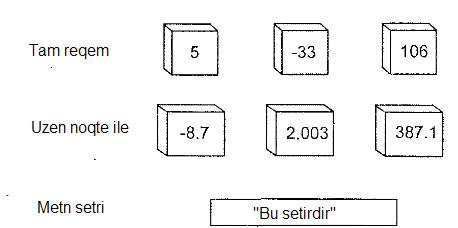 Tam reqem 5 -33 106
Uzen noqte ile -8.7 2.003 387.1
Metn setri "Bu setirdir"